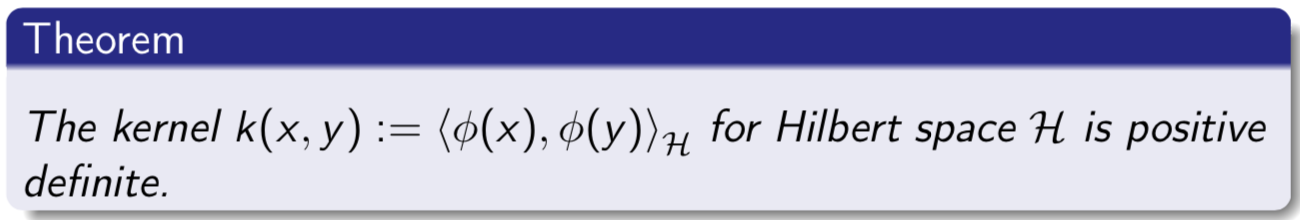 Theorem
The kernel k(x, y) := ⟨ϕ(x), ϕ(y)⟩_ℋ for Hilbert space ℋ is positive
definite.